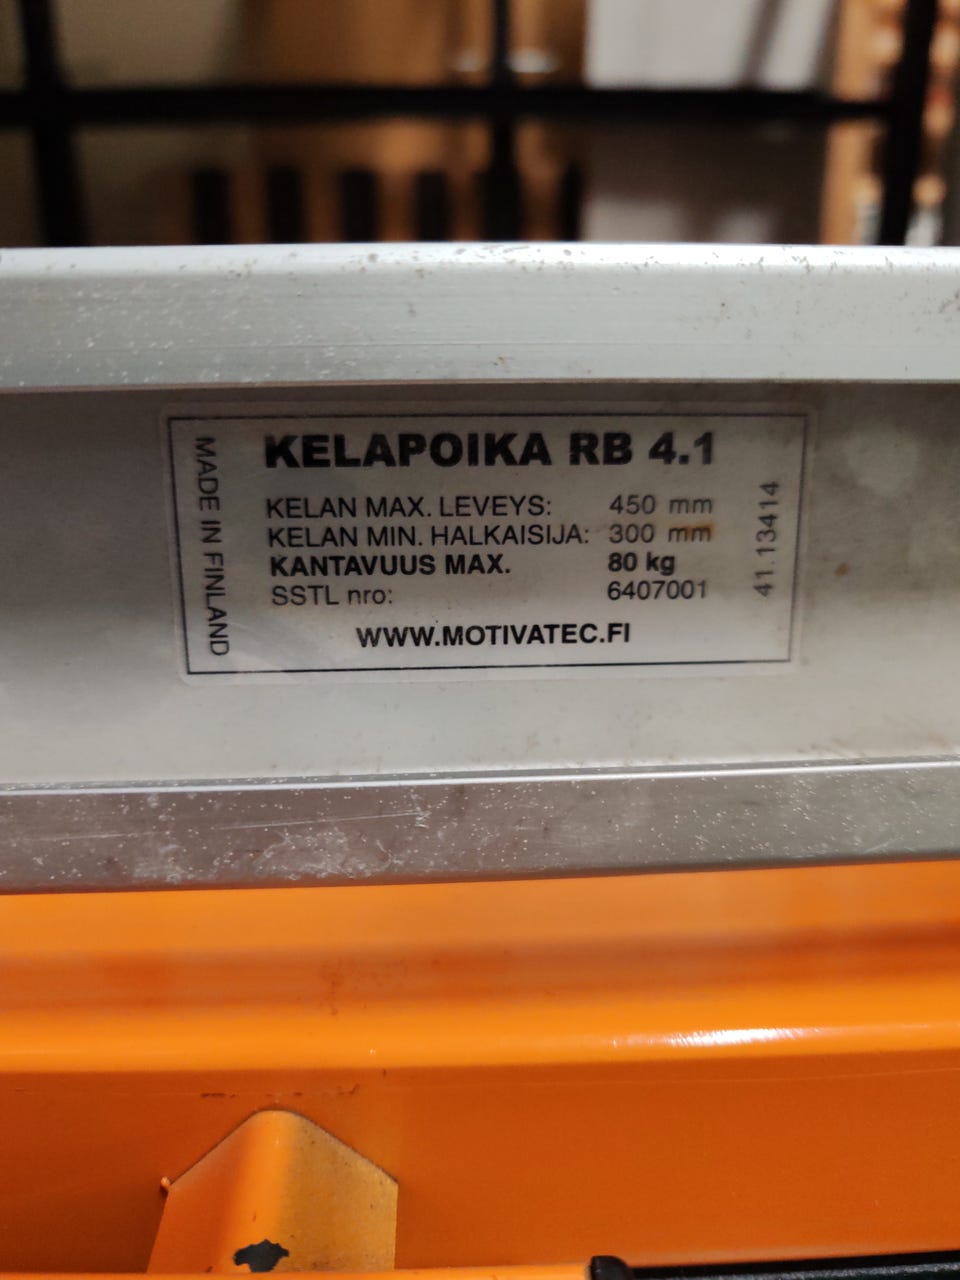 MADE IN FINLAND
KELAPOIKA RB 4.1
KELAN MAX. LEVEYS: 450 mm
KELAN MIN. HALKAISIJA: 300 mm
KANTAVUUS MAX. 80 kg
SSTL nro: 6407001
WWW.MOTIVATEC.FI
41.13414